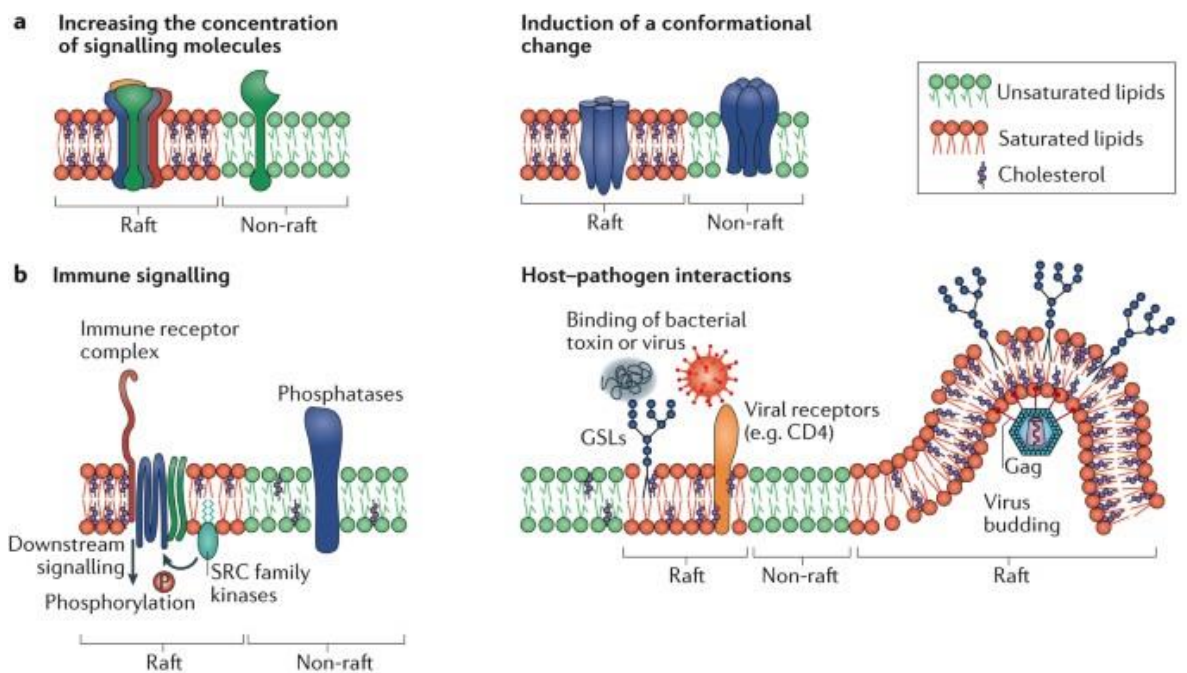 a Increasing the concentration
of signalling molecules
Raft
Non-raft
Induction of a conformational
change
Raft
Non-raft
Unsaturated lipids
Saturated lipids
Cholesterol
b Immune signalling
Immune receptor
complex
Phosphatases
Downstream
signalling
P
Phosphorylation
SRC family
kinases
Raft
Non-raft
Host–pathogen interactions
Binding of bacterial
toxin or virus
GSLs
Viral receptors
(e.g. CD4)
Gag
Virus
budding
Raft
Non-raft
Raft